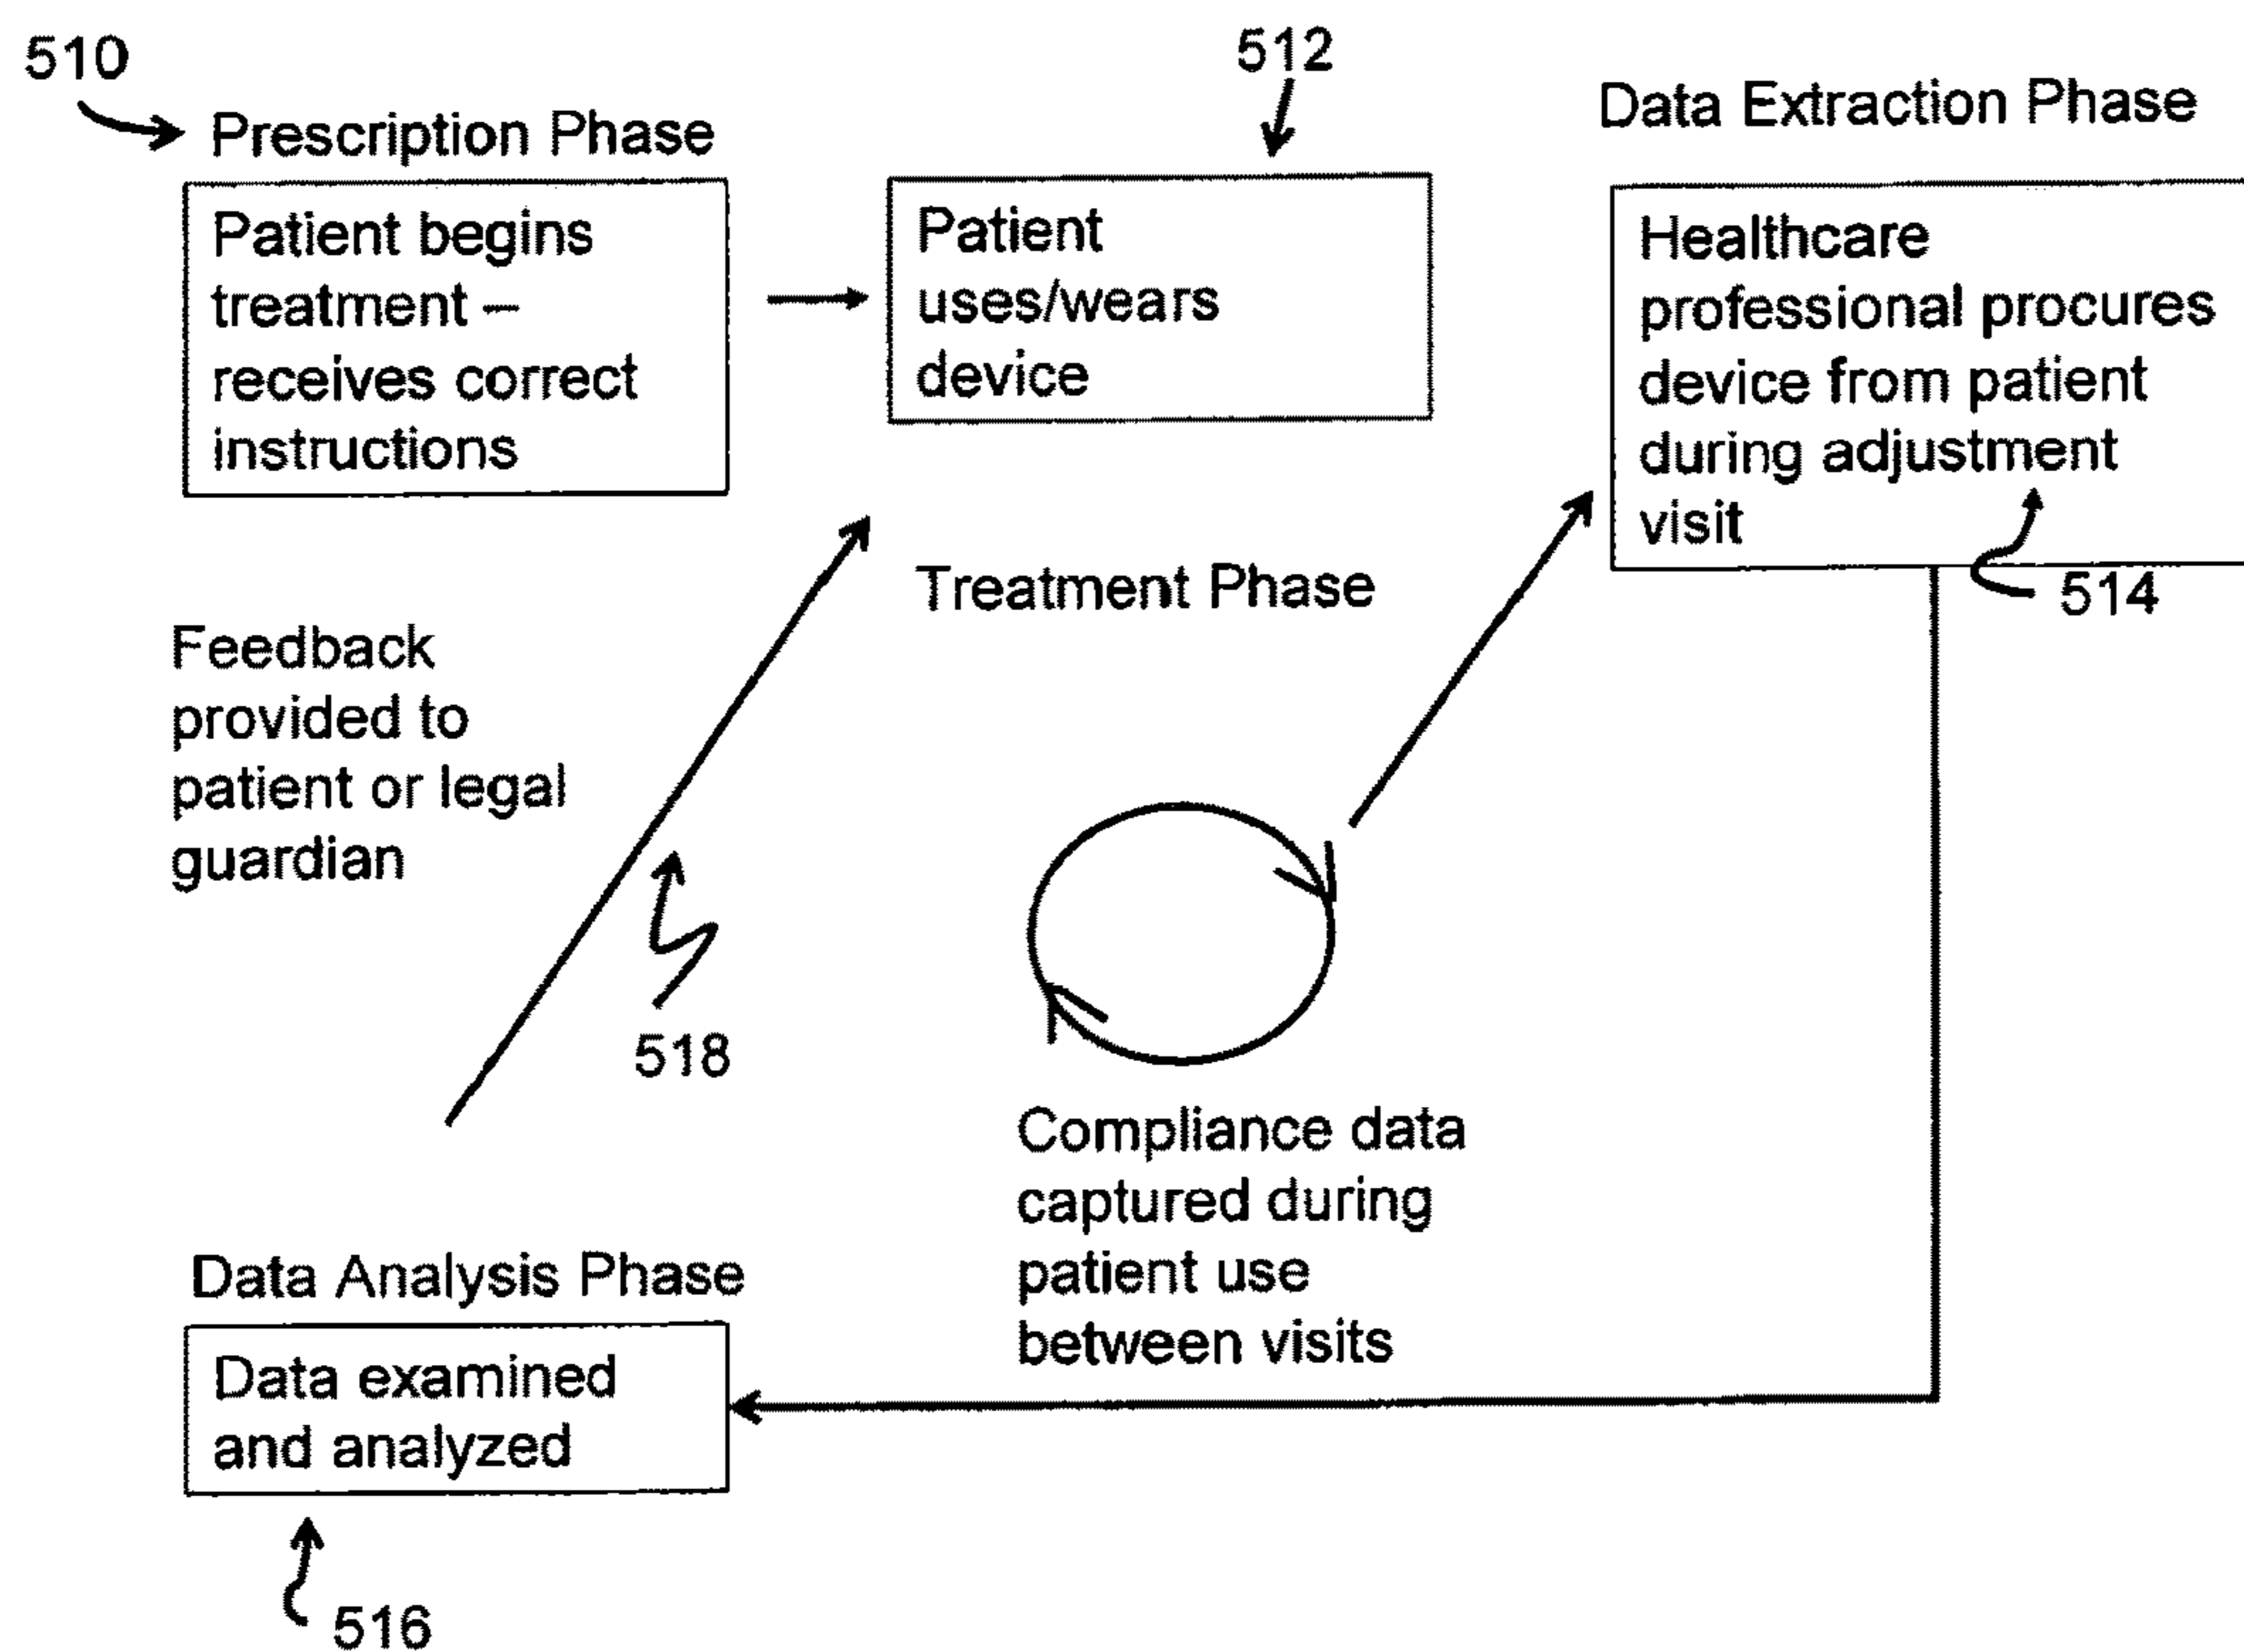 510
Prescription Phase
Patient begins
treatment –
receives correct
instructions
512
Patient
uses/wears
device
Treatment Phase
Data Extraction Phase
Healthcare
professional procures
device from patient
during adjustment
visit
514
Feedback
provided to
patient or legal
guardian
518
Compliance data
captured during
patient use
between visits
Data Analysis Phase
Data examined
and analyzed
516